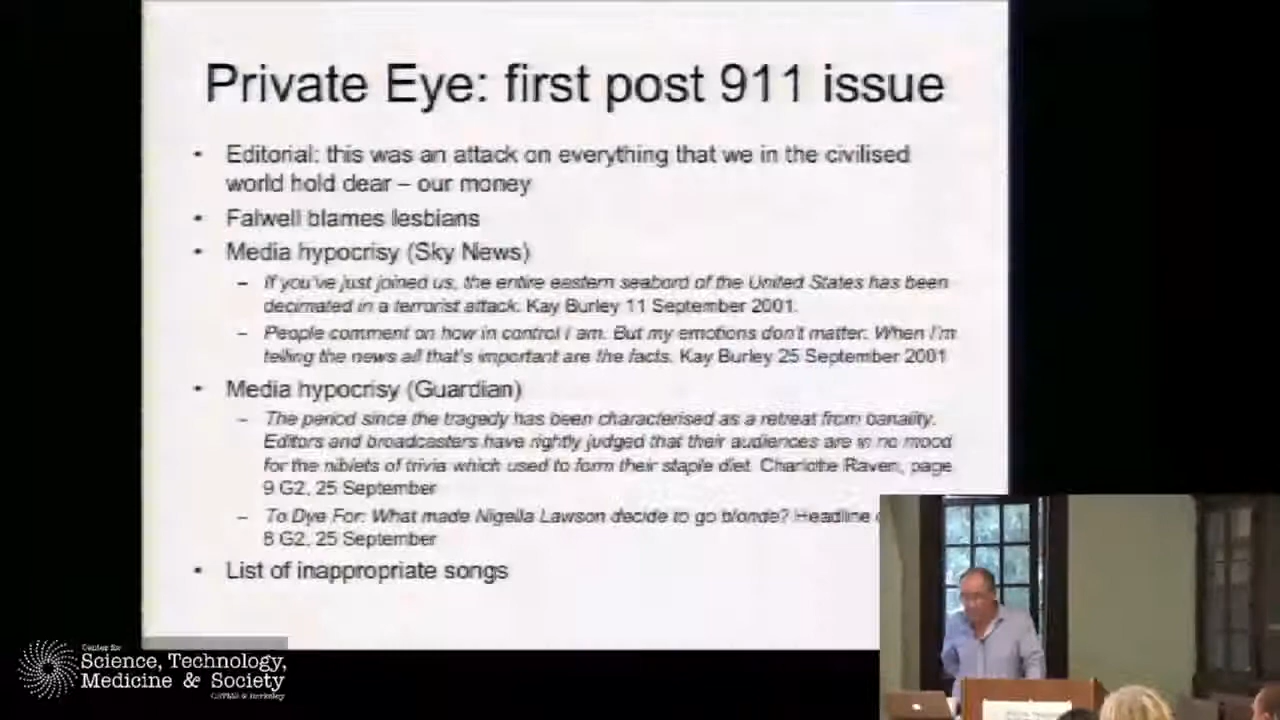 Private Eye: first post 911 issue
• Editorial: this was an attack on everything that we in the civilised
world hold dear – our money
• Falwell blames lesbians
• Media hypocrisy (Sky News)
– If you've just joined us, the entire eastern seabord of the United States has been
decimated in a terrorist attack. Kay Burley 11 September 2001.
– People comment on how in control I am. But my emotions don't matter. When I'm
telling the news all that's important are the facts. Kay Burley 25 September 2001
• Media hypocrisy (Guardian)
– The period since the tragedy has been characterised as a retreat from banality.
Editors and broadcasters have rightly judged that their audiences are in no mood
for the niblets of trivia which used to form their staple diet. Charlotte Raven, page
9 G2, 25 September
– To Dye For: What made Nigella Lawson decide to go blonde? Headline
8 G2, 25 September
• List of inappropriate songs
Center for
Science, Technology,
Medicine & Society
CSTMS @ Berkeley